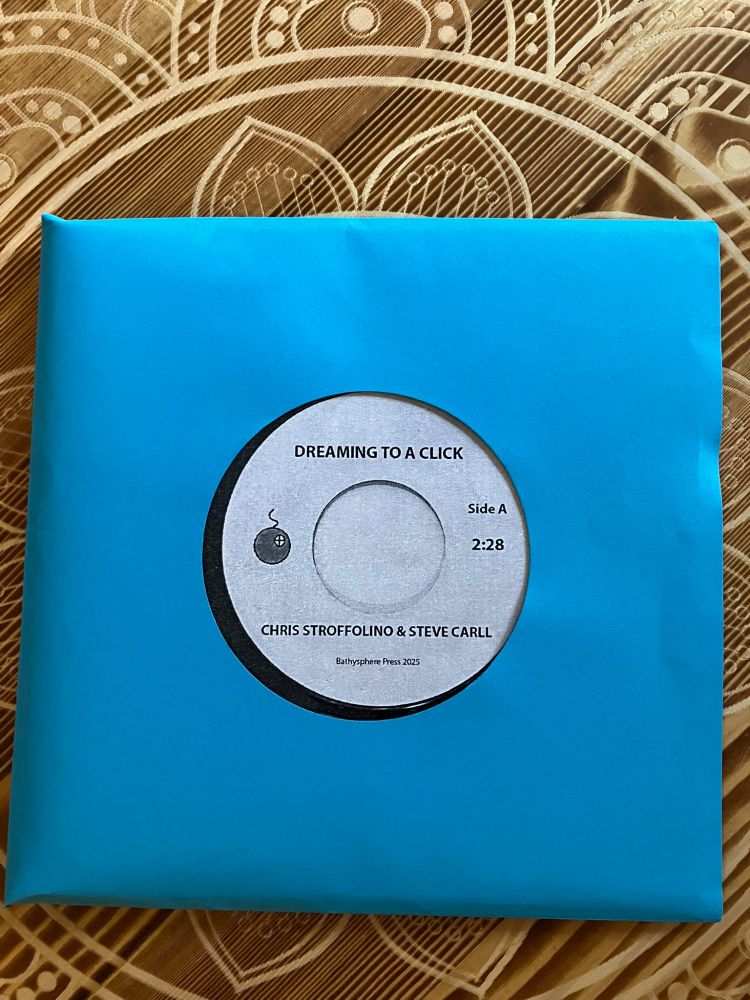 DREAMING TO A CLICK
Side A
2:28
CHRIS STROFFOLINO & STEVE CARLL
Bathysphere Press 2025